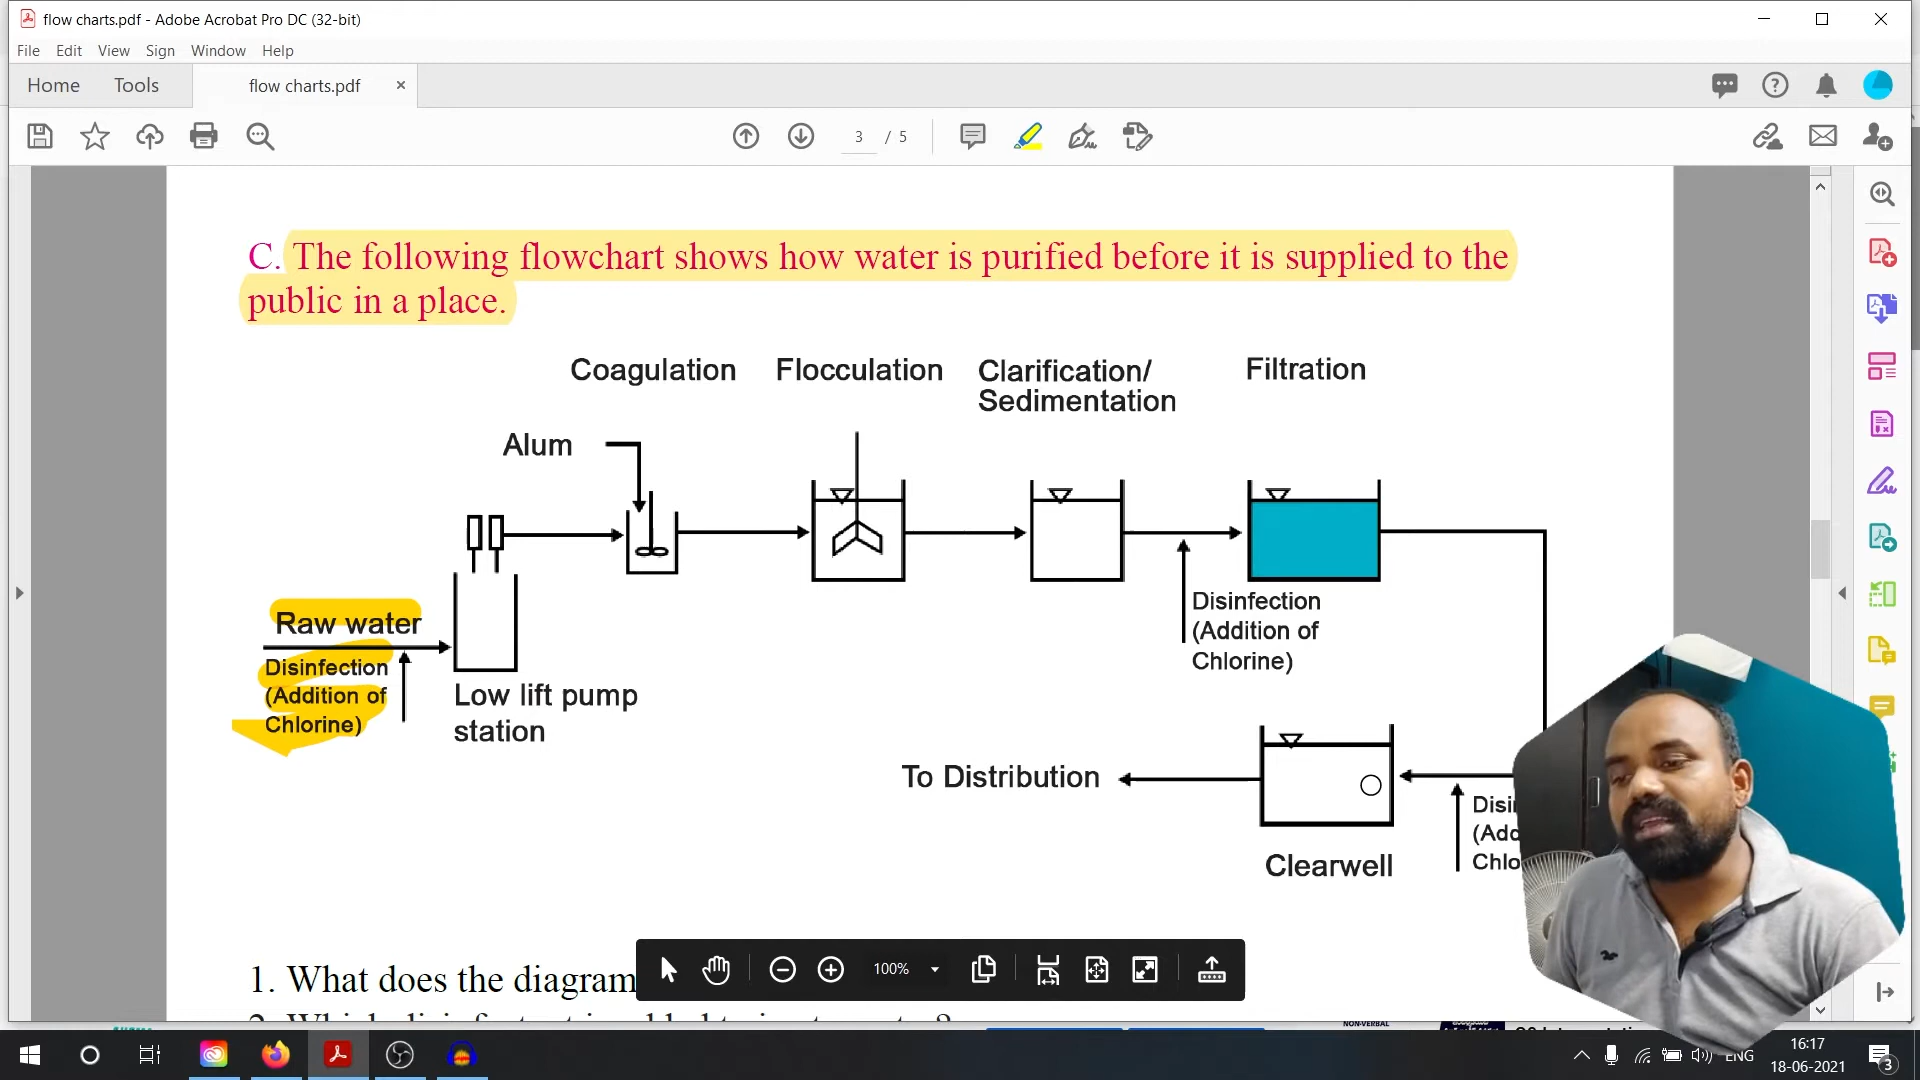 flow charts.pdf - Adobe Acrobat Pro DC (32-bit)
File Edit View Sign Window Help
Home Tools flow charts.pdf ×
3 / 5
C. The following flowchart shows how water is purified before it is supplied to the
public in a place.
Coagulation Flocculation Clarification/
Sedimentation Filtration
Alum
Raw water
Disinfection
(Addition of
Chlorine)
Low lift pump
station
Disinfection
(Addition of
Chlorine)
To Distribution
Clearwell
1. What does the diagram
100%
NON-VERBAL
ENG
16:17
18-06-2021
3